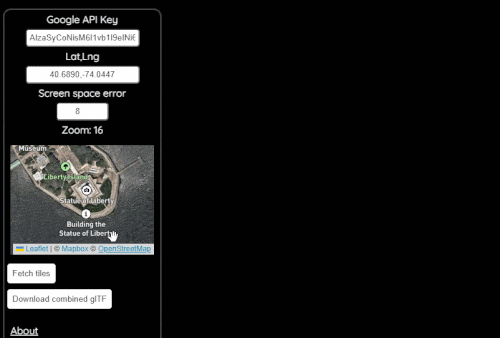 Google API Key
Lat,Lng
40.6890,-74.0447
Screen space error
8
Zoom: 16
Museum
Liberty Island
Statue of Liberty
Building the
Statue of Liberty
Leaflet | © Mapbox © OpenStreetMap
Fetch tiles
Download combined glTF
About